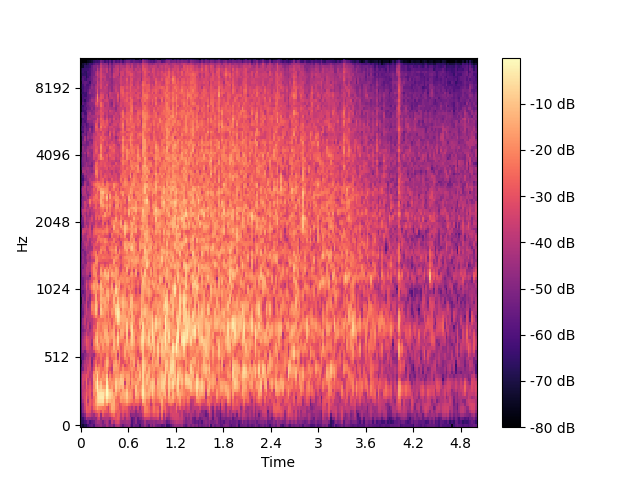 8192
4096
2048
1024
512
0
Hz
0 0.6 1.2 1.8 2.4 3 3.6 4.2 4.8
Time
-10 dB
-20 dB
-30 dB
-40 dB
-50 dB
-60 dB
-70 dB
-80 dB